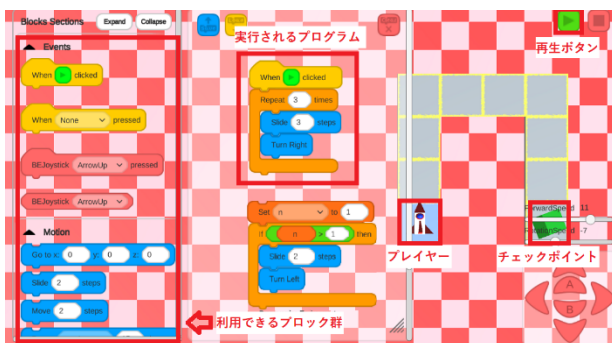 Blocks Sections
Expand
Collapse
Events
When clicked
When None pressed
BEJoystick ArrowUp pressed
BEJoystick ArrowUp
Motion
Go to x: 0 y: 0 z: 0
Slide 2 steps
Move 2 steps
利用できるブロック群
実行されるプログラム
When clicked
Repeat 3 times
Slide 3 steps
Turn Right
Set n to 1
If n > 1 then
Slide 2 steps
Turn Left
再生ボタン
ForwardSpeed 11
RotationSpeed -7
プレイヤー
チェックポイント
A
B